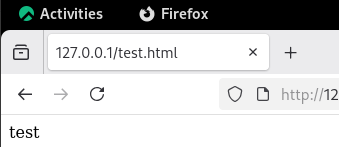 Activities Firefox
127.0.0.1/test.html
http://12
test